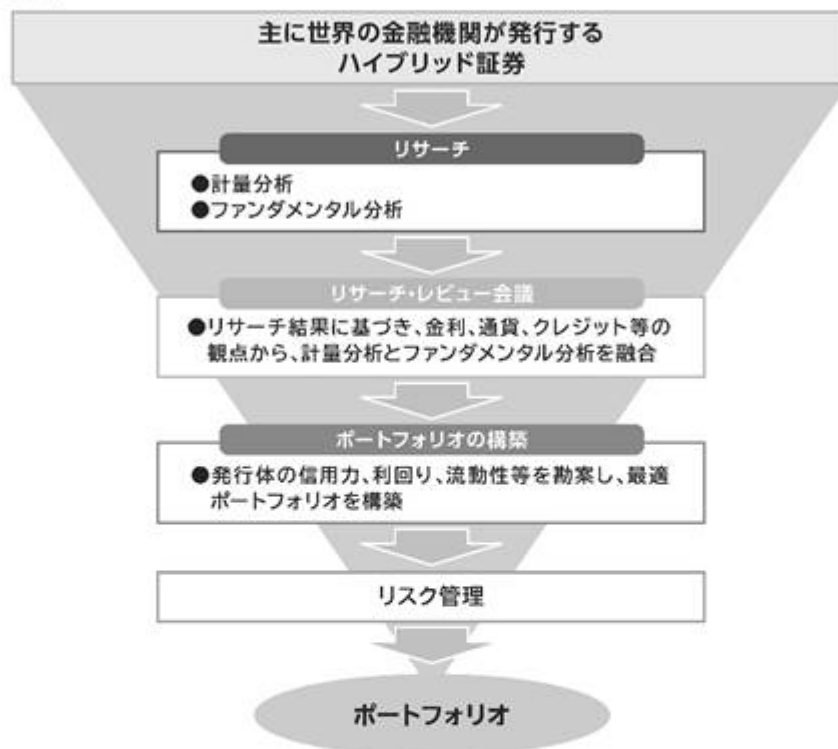 主に世界の金融機関が発行する
ハイブリッド証券
リサーチ
●計量分析
●ファンダメンタル分析
リサーチ・レビュー会議
●リサーチ結果に基づき、金利、通貨、クレジット等の
観点から、計量分析とファンダメンタル分析を融合
ポートフォリオの構築
●発行体の信用力、利回り、流動性等を勘案し、最適
ポートフォリオを構築
リスク管理
ポートフォリオ